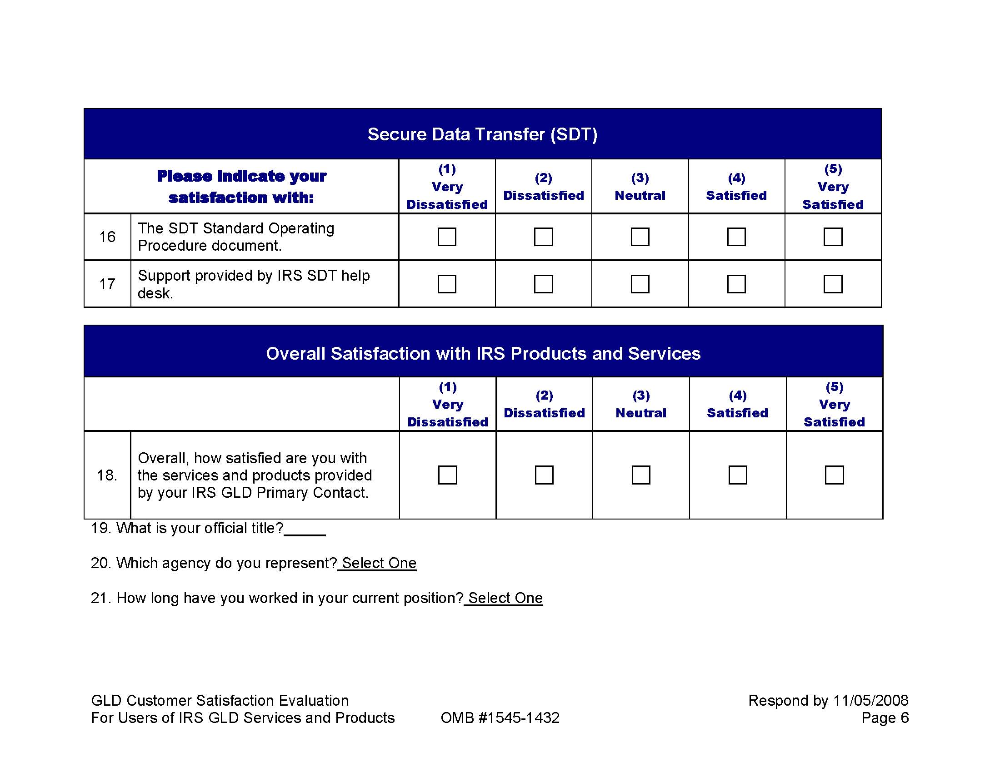 Secure Data Transfer (SDT)
Please indicate your
satisfaction with:
(1)
Very
Dissatisfied
(2)
Dissatisfied
(3)
Neutral
(4)
Satisfied
(5)
Very
Satisfied
16
The SDT Standard Operating
Procedure document.
17
Support provided by IRS SDT help
desk.
Overall Satisfaction with IRS Products and Services
(1)
Very
Dissatisfied
(2)
Dissatisfied
(3)
Neutral
(4)
Satisfied
(5)
Very
Satisfied
18.
Overall, how satisfied are you with
the services and products provided
by your IRS GLD Primary Contact.
19. What is your official title?_____
20. Which agency do you represent? Select One
21. How long have you worked in your current position? Select One
GLD Customer Satisfaction Evaluation
Respond by 11/05/2008
For Users of IRS GLD Services and Products
OMB #1545-1432
Page 6